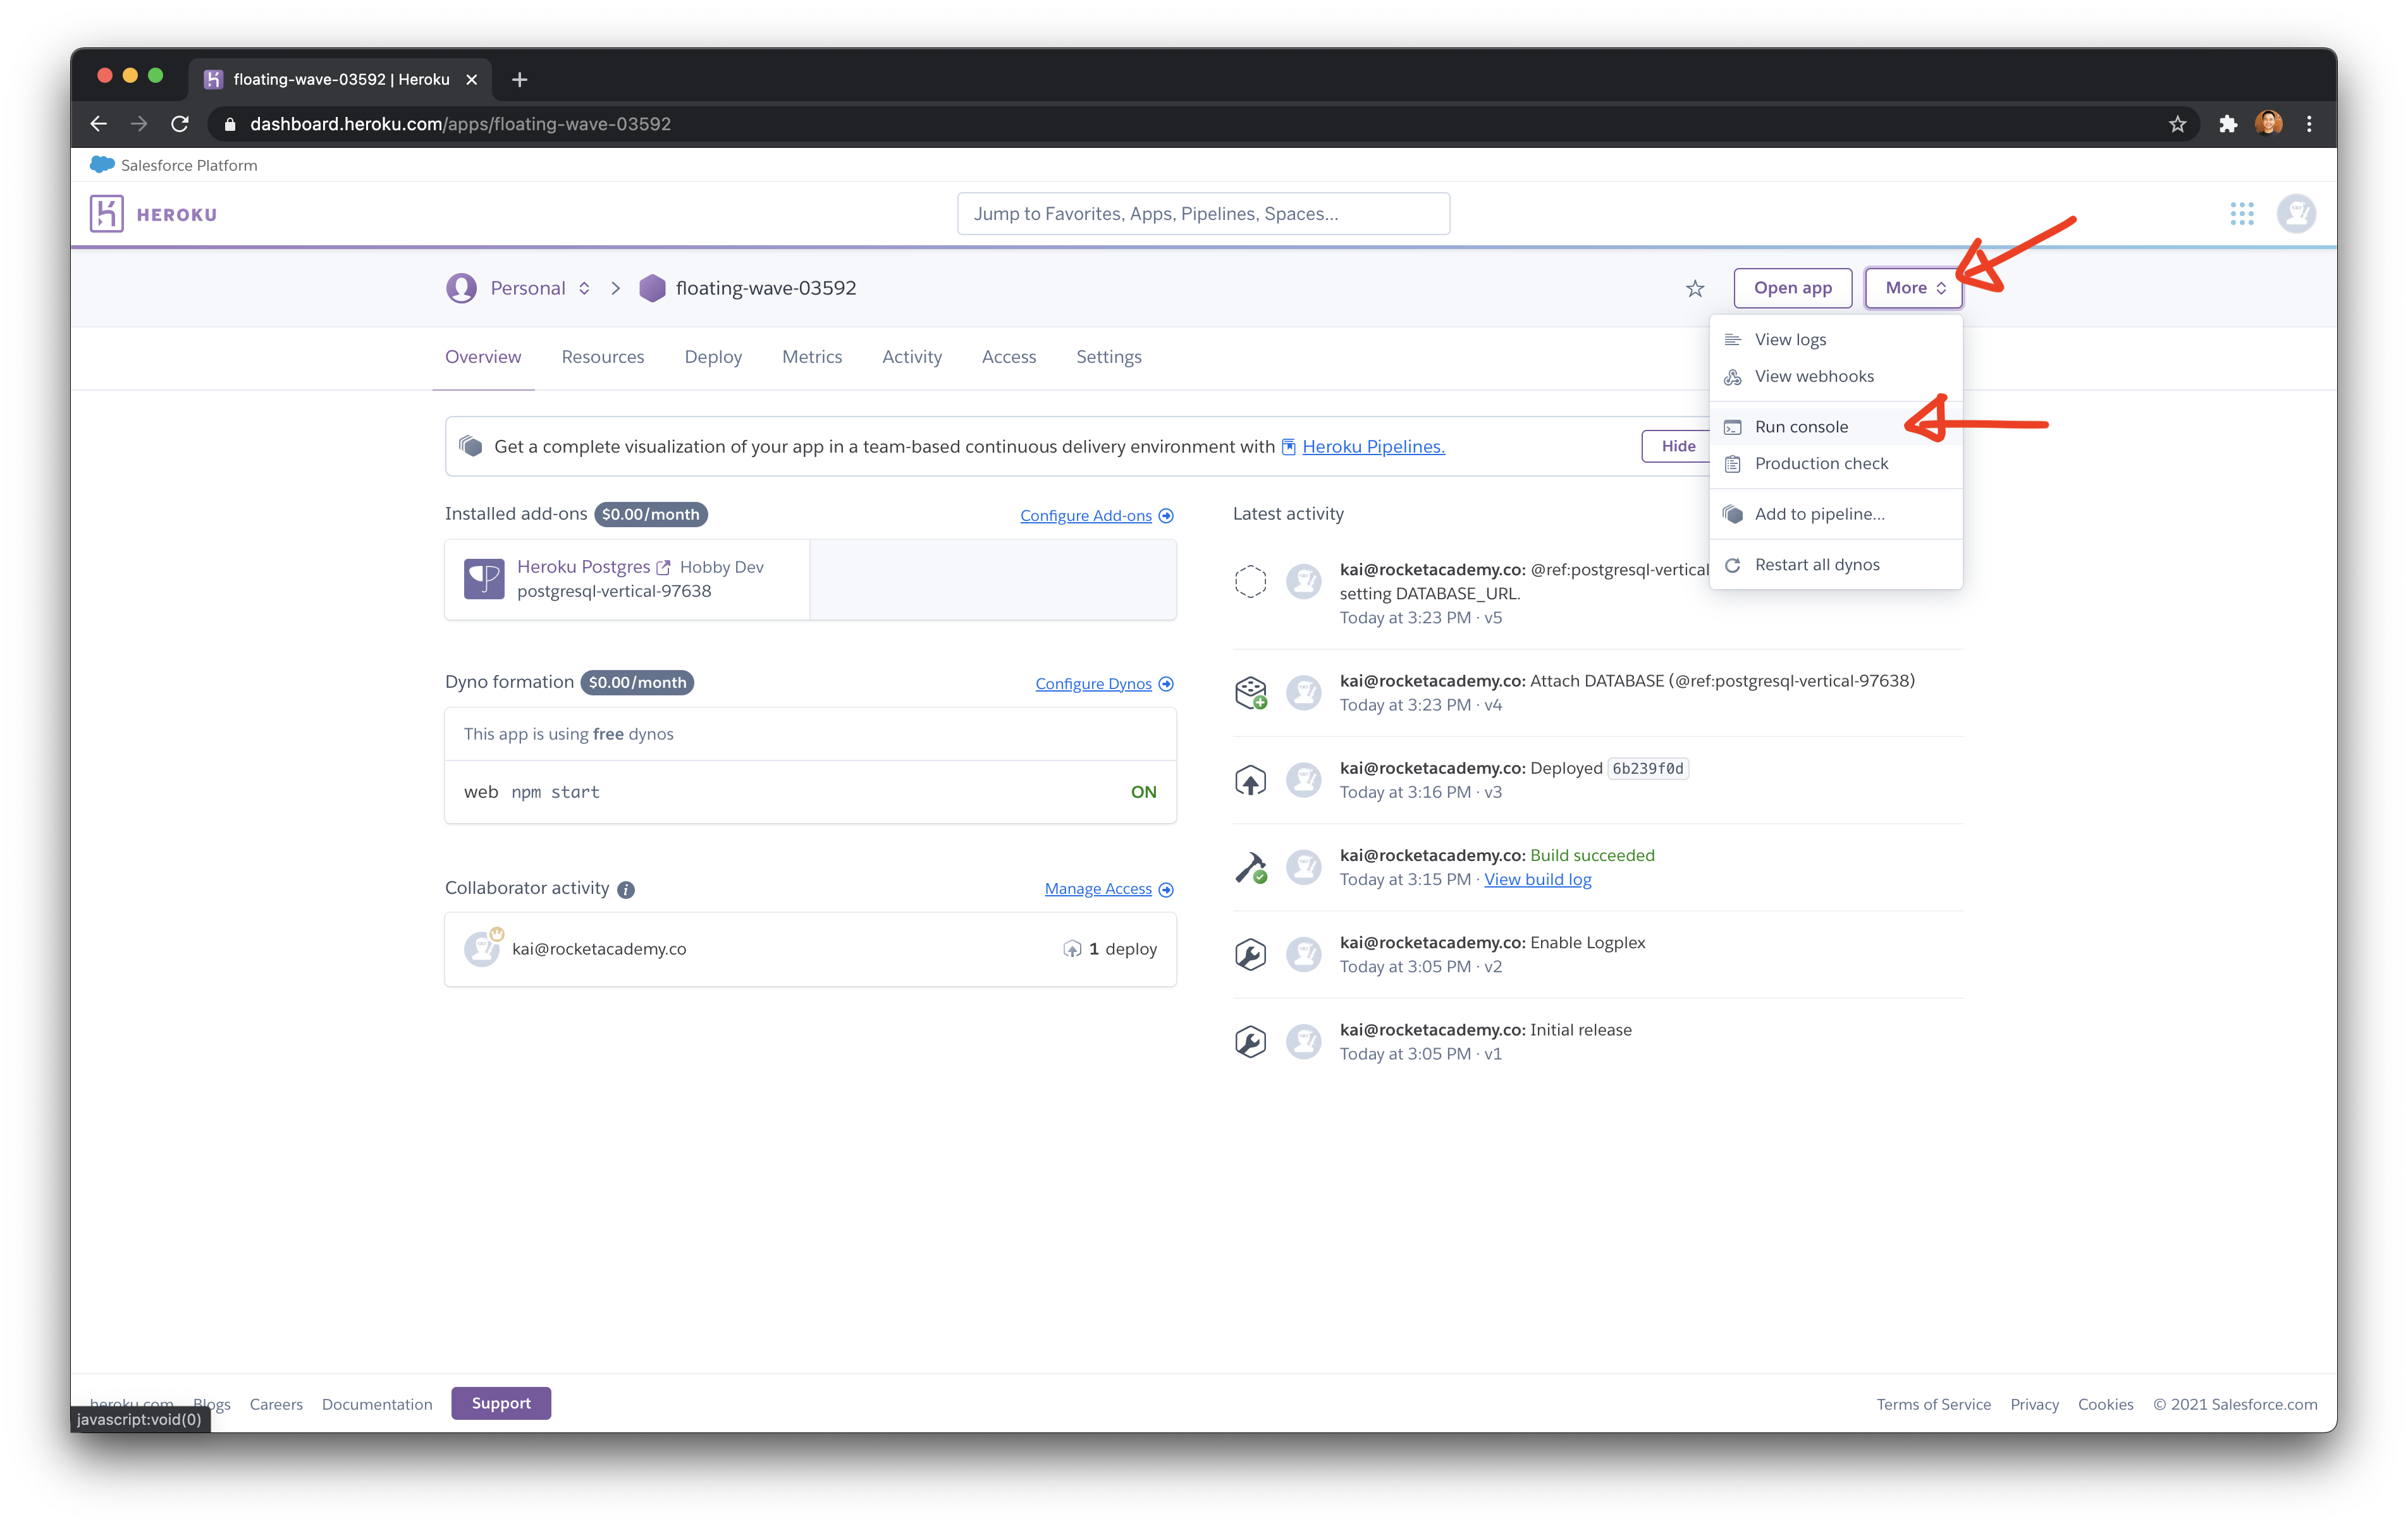 floating-wave-03592 | Heroku
dashboard.heroku.com/apps/floating-wave-03592
Salesforce Platform
HEROKU
Jump to Favorites, Apps, Pipelines, Spaces...
Personal
floating-wave-03592
Open app
More
View logs
View webhooks
Run console
Production check
Add to pipeline...
Restart all dynos
Overview
Resources
Deploy
Metrics
Activity
Access
Settings
Get a complete visualization of your app in a team-based continuous delivery environment with Heroku Pipelines.
Hide
Installed add-ons $0.00/month
Configure Add-ons
Heroku Postgres Hobby Dev
postgresql-vertical-97638
Dyno formation $0.00/month
Configure Dynos
This app is using free dynos
web npm start
ON
Collaborator activity
Manage Access
kai@rocketacademy.co
1 deploy
Latest activity
kai@rocketacademy.co: @ref:postgresql-vertical
setting DATABASE_URL.
Today at 3:23 PM · v5
kai@rocketacademy.co: Attach DATABASE (@ref:postgresql-vertical-97638)
Today at 3:23 PM · v4
kai@rocketacademy.co: Deployed 6b239f0d
Today at 3:16 PM · v3
kai@rocketacademy.co: Build succeeded
Today at 3:15 PM · View build log
kai@rocketacademy.co: Enable Logplex
Today at 3:05 PM · v2
kai@rocketacademy.co: Initial release
Today at 3:05 PM · v1
heroku.com
Blogs
Careers
Documentation
Support
Terms of Service
Privacy
Cookies
© 2021 Salesforce.com
javascript:void(0)